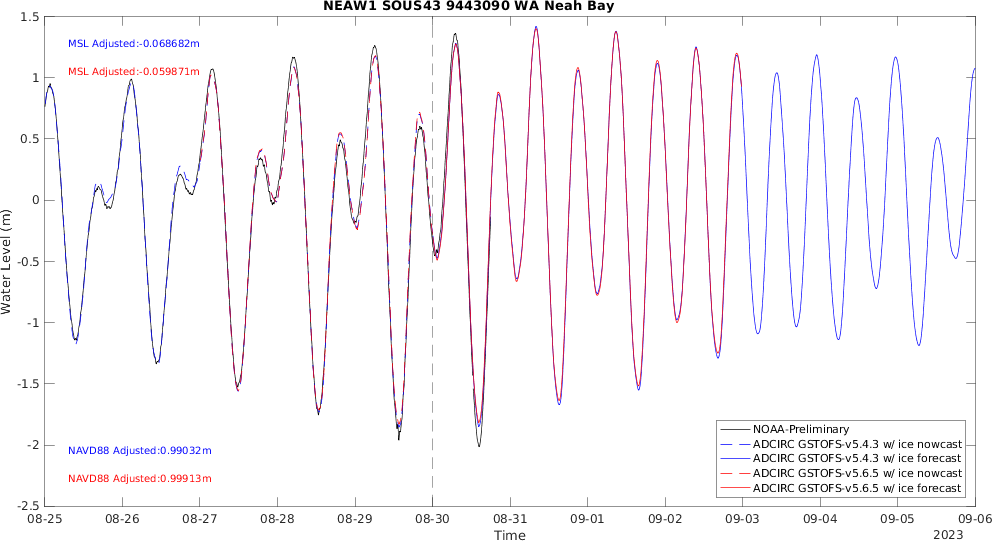 NEAW1 SOUS43 9443090 WA Neah Bay
MSL Adjusted:-0.068682m
MSL Adjusted:-0.059871m
NAVD88 Adjusted:0.99032m
NAVD88 Adjusted:0.99913m
Water Level (m)
1.5
1
0.5
0
-0.5
-1
-1.5
-2
-2.5
NOAA-Preliminary
ADCIRC GSTOFS-v5.4.3 w/ ice nowcast
ADCIRC GSTOFS-v5.4.3 w/ ice forecast
ADCIRC GSTOFS-v5.6.5 w/ ice nowcast
ADCIRC GSTOFS-v5.6.5 w/ ice forecast
08-25 08-26 08-27 08-28 08-29 08-30 08-31 09-01 09-02 09-03 09-04 09-05 09-06
Time
2023